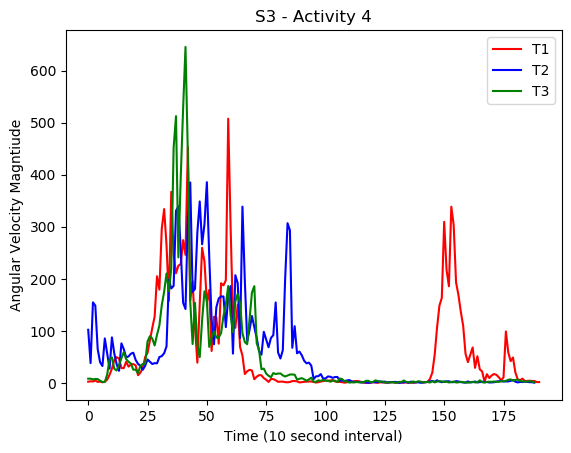 S3 - Activity 4
T1
T2
T3
Angular Velocity Magntiude
600
500
400
300
200
100
0
0 25 50 75 100 125 150 175
Time (10 second interval)